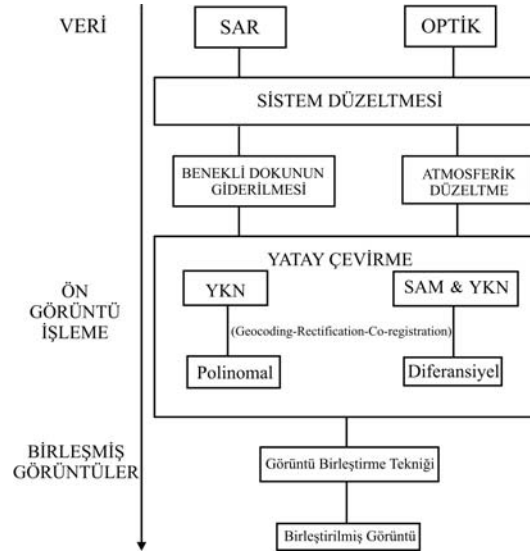 VERİ
SAR
OPTİK
SİSTEM DÜZELTMESİ
BENEKLİ DOKUNUN
GİDERİLMESİ
ATMOSFERİK
DÜZELTME
YATAY ÇEVİRME
YKN
SAM & YKN
ÖN
GÖRÜNTÜ
İŞLEME
(Geocoding-Rectification-Co-registration)
Polinomal
Diferansiyel
BİRLEŞMİŞ
GÖRÜNTÜLER
Görüntü Birleştirme Tekniği
Birleştirilmiş Görüntü